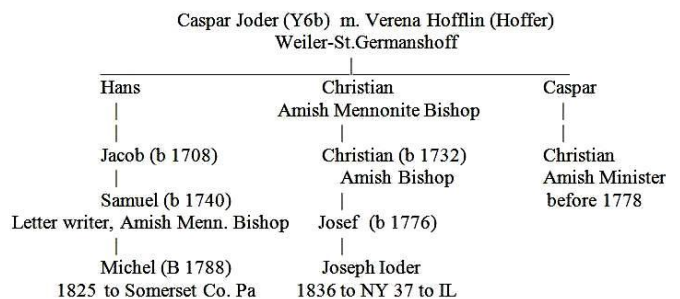 Caspar Joder (Y6b) m. Verena Hofflin (Hoffer)
Weiler-St.Germanshoff
Hans Christian Caspar
Amish Mennonite Bishop
Jacob (b 1708) Christian (b 1732) Christian
Amish Bishop Amish Minister
Samuel (b 1740) before 1778
Letter writer, Amish Menn. Bishop Josef (b 1776)
Michel (B 1788) Joseph Ioder
1825 to Somerset Co. Pa 1836 to NY 37 to IL